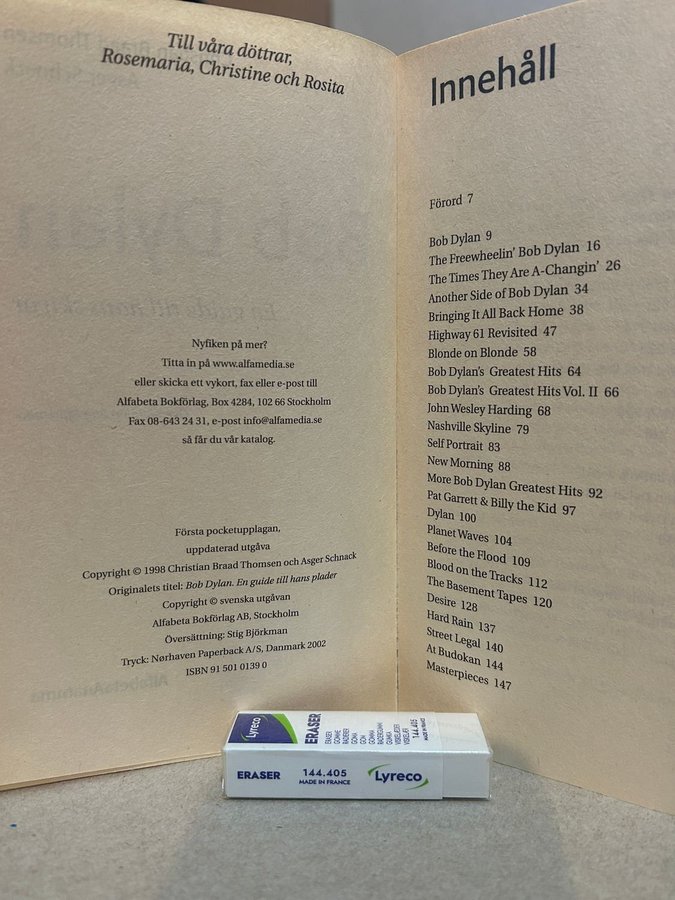 Till våra döttrar,
Rosemaria, Christine och Rosita
Nyfiken på mer?
Titta in på www.alfamedia.se
eller skicka ett vykort, fax eller e-post till
Alfabeta Bokförlag, Box 4284, 102 66 Stockholm
Fax 08-643 24 31, e-post info@alfamedia.se
så får du vår katalog.
Första pocketupplagan,
uppdaterad utgåva
Copyright © 1998 Christian Braad Thomsen och Asger Schnack
Originalets titel: Bob Dylan. En guide till hans plader
Copyright © svenska utgåvan
Alfabeta Bokförlag AB, Stockholm
Översättning: Stig Björkman
Tryck: Nørhaven Paperback A/S, Danmark 2002
ISBN 91 501 0139 0
Innehåll
Förord 7
Bob Dylan 9
The Freewheelin' Bob Dylan 16
The Times They Are A-Changin' 26
Another Side of Bob Dylan 34
Bringing It All Back Home 38
Highway 61 Revisited 47
Blonde on Blonde 58
Bob Dylan's Greatest Hits 64
Bob Dylan's Greatest Hits Vol. II 66
John Wesley Harding 68
Nashville Skyline 79
Self Portrait 83
New Morning 88
More Bob Dylan Greatest Hits 92
Pat Garrett & Billy the Kid 97
Dylan 100
Planet Waves 104
Before the Flood 109
Blood on the Tracks 112
The Basement Tapes 120
Desire 128
Hard Rain 137
Street Legal 140
At Budokan 144
Masterpieces 147
Lyreco
ERASER
ERASER
GOMME
GOMA
144.405
MADE IN FRANCE
ERASER
144.405
MADE IN FRANCE
Lyreco